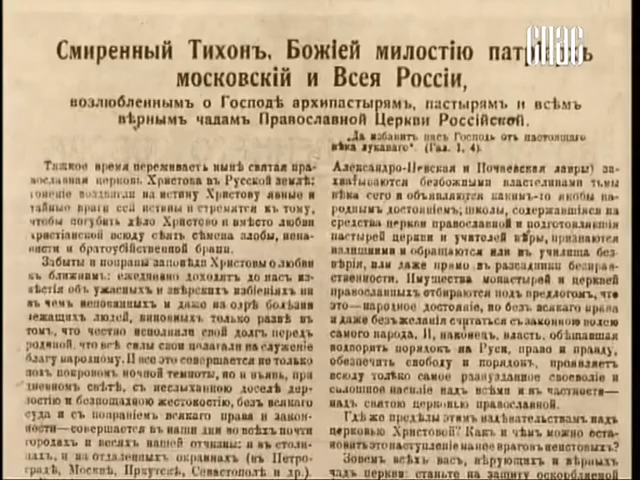 СПАС
Смиренный Тихонъ, Божіей милостію патріархъ
московскій и Всея Россіи,
возлюбленнымъ о Господѣ архипастырямъ, пастырямъ и всѣмъ
вѣрнымъ чадамъ Православной Церкви Россійской.
„Да избавитъ насъ Господь отъ настоящаго
вѣка лукаваго“. (Гал. 1, 4).
Тяжкое время переживаетъ нынѣ святая пра-
вославная церковь Христова въ Русской землѣ:
гоненіе воздвигли на истину Христову явные и
тайные враги сей истины и стремятся къ тому,
чтобы погубить дѣло Христово и вмѣсто любви
христіанской всюду сѣять сѣмена злобы, нена-
висти и братоубійственной брани.
Забыты и попраны заповѣди Христовы о любви
къ ближнимъ: ежедневно доходятъ до насъ из-
вѣстія объ ужасныхъ и звѣрскихъ избіеніяхъ ни
въ чемъ неповинныхъ и даже на одрѣ болѣзни
лежащихъ людей, виновныхъ только развѣ въ
томъ, что честно исполнили свой долгъ передъ
родиной, что всѣ силы свои полагали на служеніе
благу народному. И все это совершается не только
подъ покровомъ ночной темноты, но и въявь, при
дневномъ свѣтѣ, съ неслыханною доселѣ дер-
зостію и безпощадною жестокостію, безъ всякаго
суда и съ попраніемъ всякаго права и закон-
ности—совершается въ наши дни во всѣхъ почти
городахъ и весяхъ нашей отчизны: и въ столи-
цахъ, и на отдаленныхъ окраинахъ (въ Петро-
градѣ, Москвѣ, Иркутскѣ, Севастополѣ и др.).
Александро-Невская и Почаевская лавры) за-
хватываются безбожными властелинами тьмы
вѣка сего и объявляются какимъ-то якобы на-
роднымъ достояніемъ; школы, содержавшіяся на
средства церкви православной и подготовлявшія
пастырей церкви и учителей вѣры, признаются
излишними и обращаются или въ училища без-
вѣрія, или даже прямо въ разсадники безнрав-
ственности. Имущества монастырей и церквей
православныхъ отбираются подъ предлогомъ, что
это—народное достояніе, но безъ всякаго права
и даже безъ желанія считаться съ законною волею
самого народа. И, наконецъ, власть, обѣщавшая
водворить порядокъ на Руси, право и правду,
обезпечить свободу и порядокъ, проявляетъ
всюду только самое разнузданное своеволіе и
сплошное насиліе надъ всѣми и въ частности—
надъ святою церковью православной.
Гдѣ же предѣлы этимъ издѣвательствамъ надъ
церковью Христовой? Какъ и чѣмъ можно оста-
новить это наступленіе на нее враговъ неистовыхъ?
Зовемъ всѣхъ васъ, вѣрующихъ и вѣрныхъ
чадъ церкви: станьте на защиту оскорбляемой